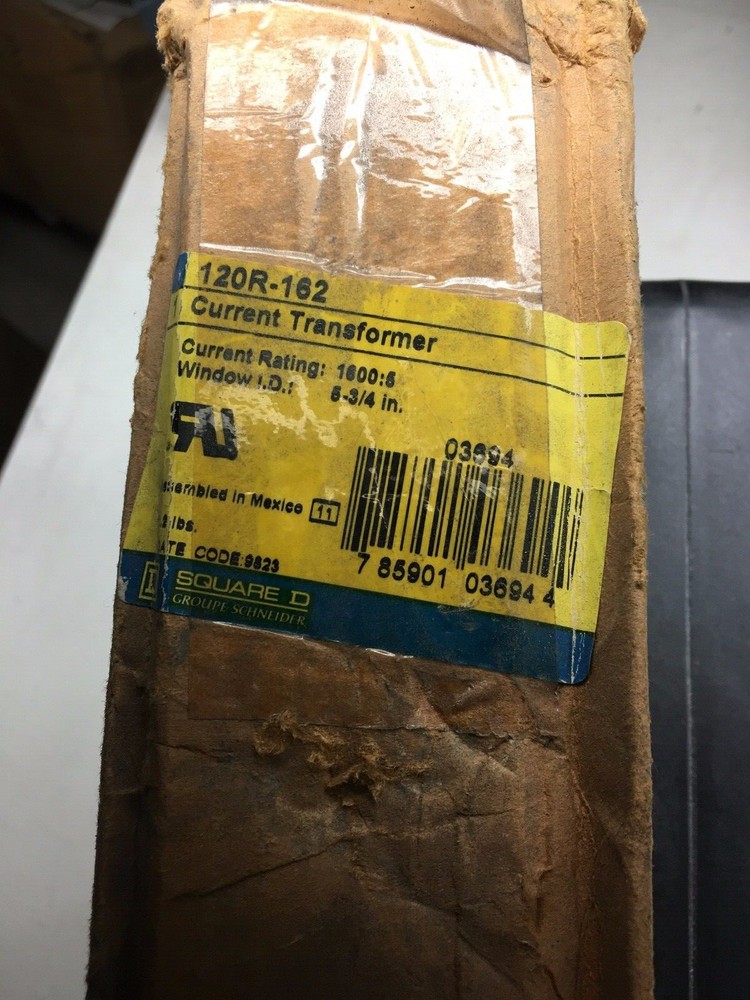 120R-162
Current Transformer
Current Rating: 1600:5
Window I.D.: 5-3/4 in.
03694
ssembled in Mexico 11
lbs.
ATE CODE:9623
7 85901 03694 4
SQUARE D
GROUPE SCHNEIDER